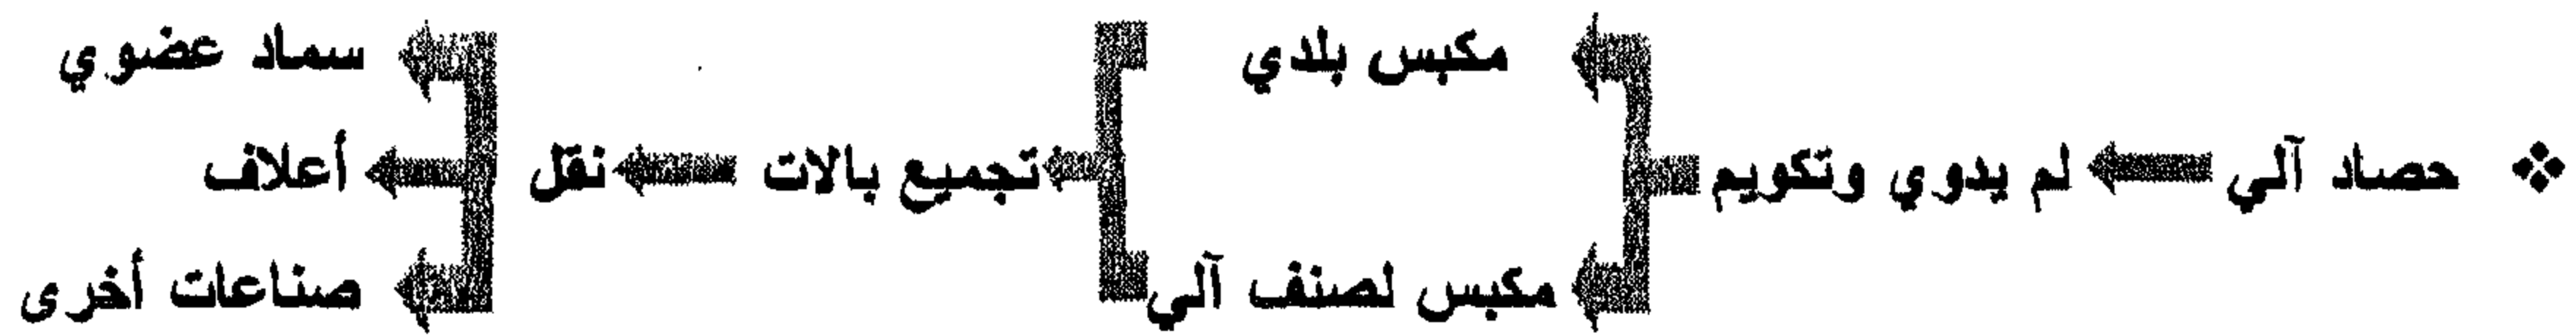 مكبس بلدي
سماد عضوي
❖ حصاد آلي ← لم يدوي وتكويم
تجميع بالات ← نقل
أعلاف
مكبس لصنف آلي
صناعات أخرى